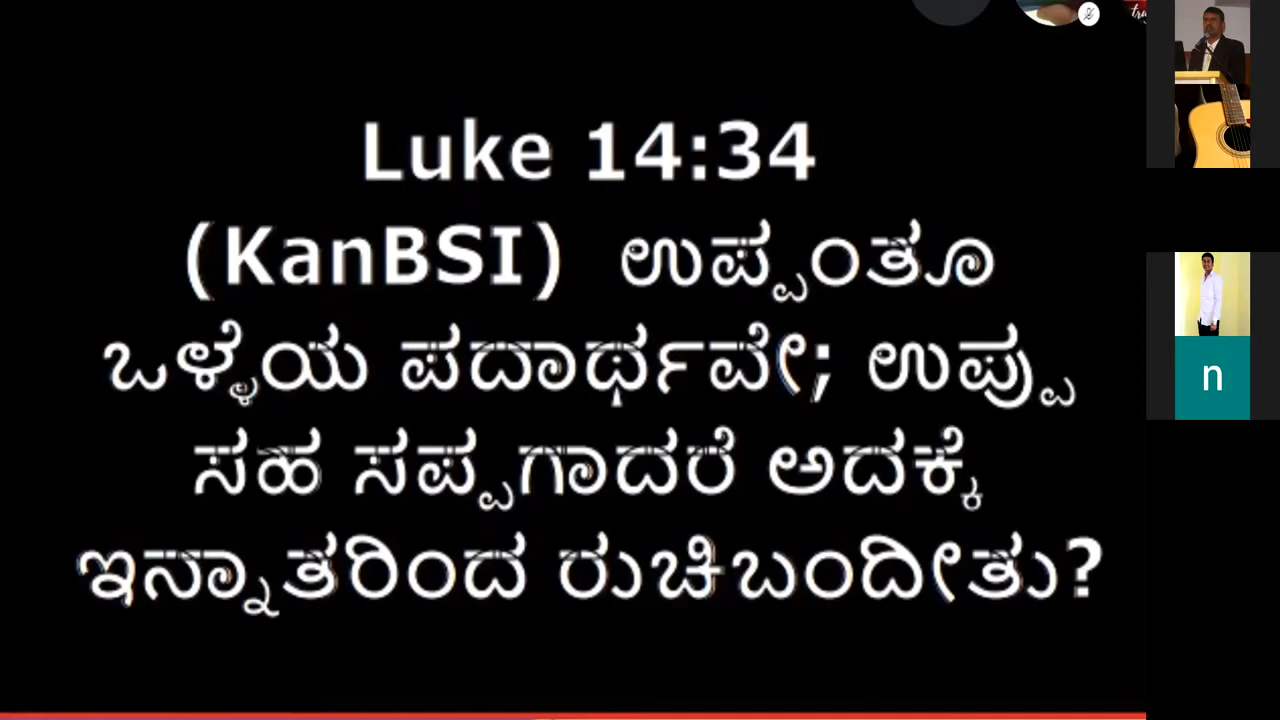 Luke 14:34
(KanBSI) ಉಪ್ಪಂತೂ
ಒಳ್ಳೆಯ ಪದಾರ್ಥವೇ; ಉಪ್ಪು
ಸಹ ಸಪ್ಪಗಾದರೆ ಅದಕ್ಕೆ
ಇನ್ನಾತರಿಂದ ರುಚಿಬಂದೀತು?
n